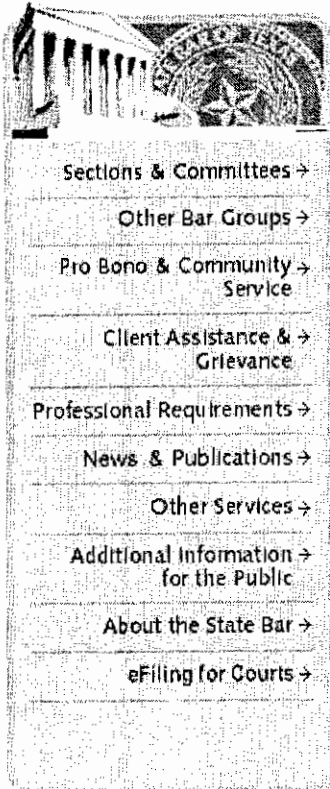 Sections & Committees →
Other Bar Groups →
Pro Bono & Community →
Service
Client Assistance & →
Grievance
Professional Requirements →
News & Publications →
Other Services →
Additional Information →
for the Public
About the State Bar →
eFiling for Courts →